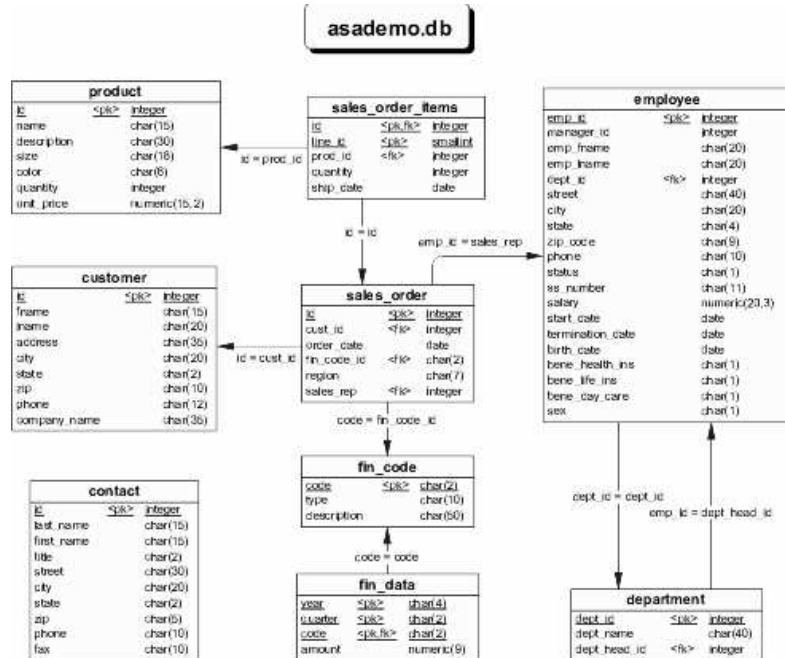 asademo.db
product
id <pk> integer
name char(15)
description char(30)
size char(18)
color char(6)
quantity integer
unit_price numeric(15,2)
id = prod_id
sales_order_items
id <pk,fk> integer
line_id <pk> smallint
prod_id <fk> integer
quantity integer
ship_date date
id = id
emp_id = sales_rep
employee
emp_id <pk> integer
manager_id integer
emp_fname char(20)
emp_lname char(20)
dept_id <fk> integer
street char(40)
city char(20)
state char(4)
zip_code char(9)
phone char(10)
status char(1)
ss_number char(11)
salary numeric(20,3)
start_date date
termination_date date
birth_date date
bene_health_ins char(1)
bene_life_ins char(1)
bene_day_care char(1)
sex char(1)
customer
id <pk> integer
fname char(15)
lname char(20)
address char(35)
city char(20)
state char(2)
zip char(10)
phone char(12)
company_name char(35)
id = cust_id
sales_order
id <pk> integer
cust_id <fk> integer
order_date date
fin_code_id <fk> char(2)
region char(7)
sales_rep <fk> integer
code = fin_code_id
fin_code
code <pk> char(2)
type char(10)
description char(50)
code = code
contact
id <pk> integer
last_name char(15)
first_name char(15)
title char(2)
street char(30)
city char(20)
state char(2)
zip char(5)
phone char(10)
fax char(10)
fin_data
year <pk> char(4)
quarter <pk> char(2)
code <pk,fk> char(2)
amount numeric(9)
dept_id = dept_id
emp_id = dept_head_id
department
dept_id <pk> integer
dept_name char(40)
dept_head_id <fk> integer